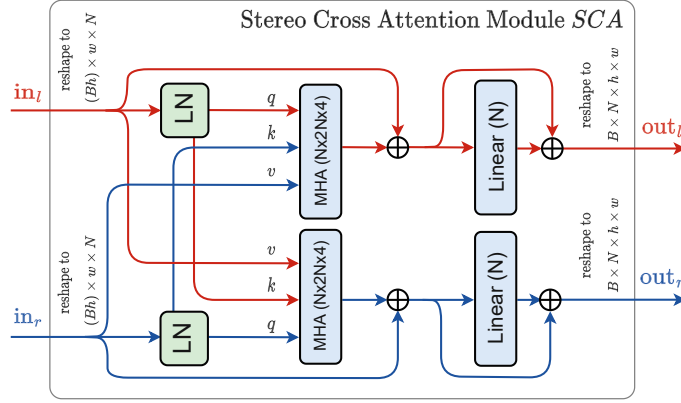 Stereo Cross Attention Module SCA
reshape to
(Bh) × w × N
in_l
LN
q
k
v
MHA (Nx2Nx4)
Linear (N)
reshape to
B × N × h × w
out_l
reshape to
(Bh) × w × N
in_r
LN
v
k
q
MHA (Nx2Nx4)
Linear (N)
reshape to
B × N × h × w
out_r